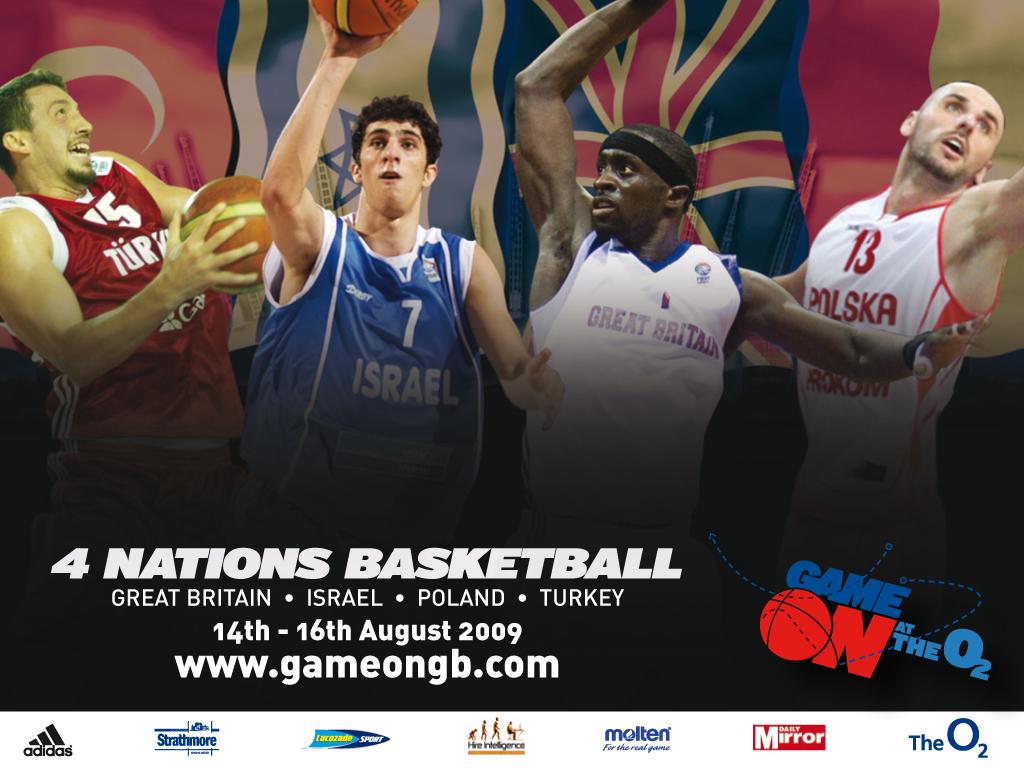 15
TÜRK
7
ISRAEL
GREAT BRITAIN
13
POLSKA
PROKOM
4 NATIONS BASKETBALL
GREAT BRITAIN • ISRAEL • POLAND • TURKEY
14th - 16th August 2009
www.gameongb.com
GAME
ON AT
THE O2
adidas
Strathmore
Lucozade SPORT
Hire Intelligence
molten
For the real game
DAILY
Mirror
The O2